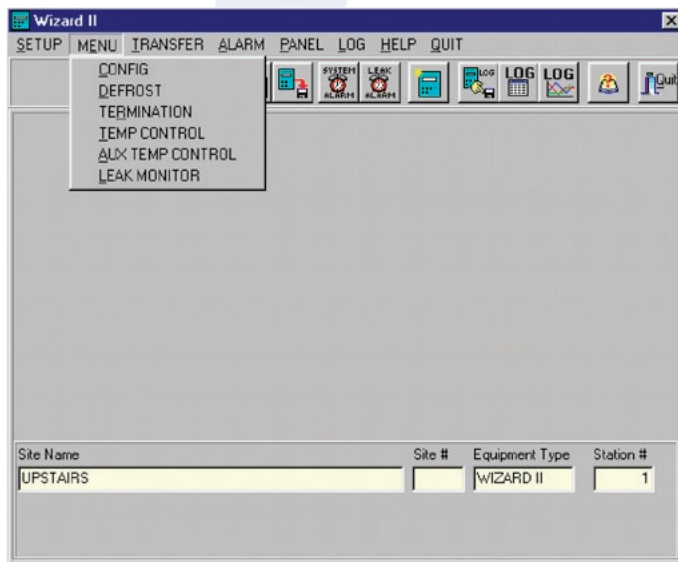 Wizard II
SETUP MENU TRANSFER ALARM PANEL LOG HELP QUIT
CONFIG
DEFROST
TERMINATION
TEMP CONTROL
AUX TEMP CONTROL
LEAK MONITOR
SYSTEM ALARM LEAK ALARM LOG LOG LOG Quit
Site Name Site # Equipment Type Station #
UPSTAIRS WIZARD II 1